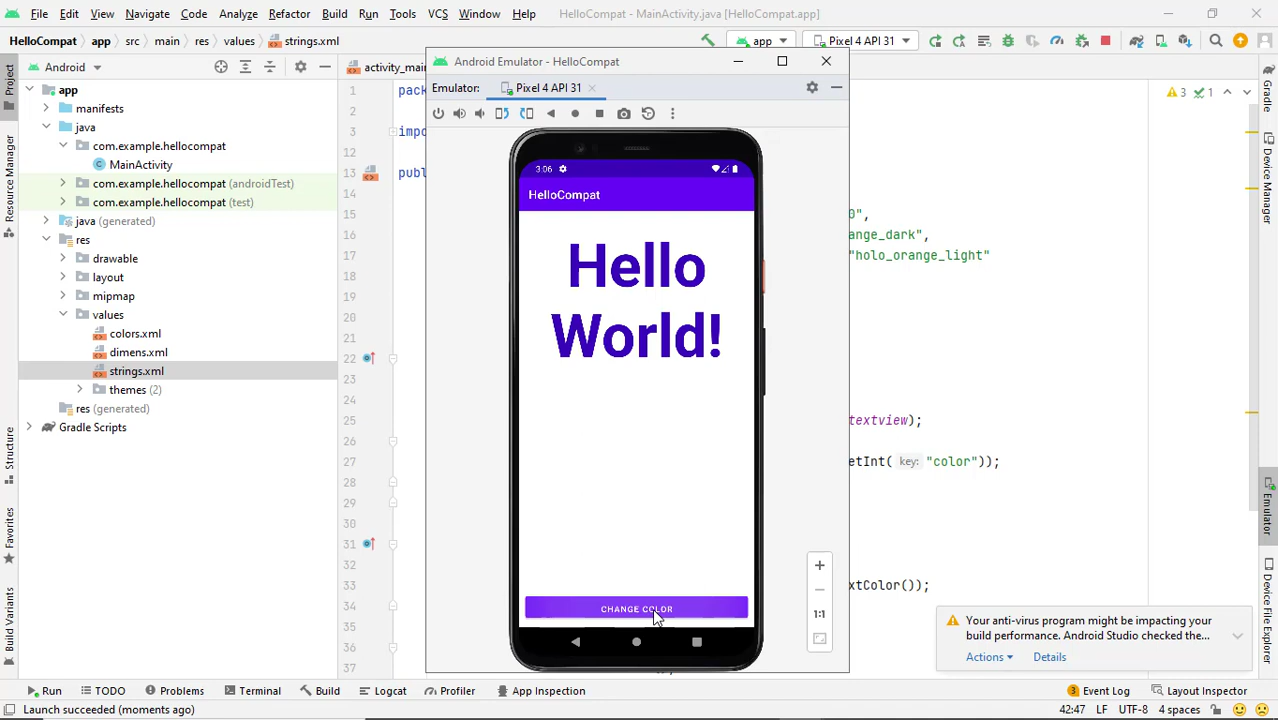 File Edit View Navigate Code Analyze Refactor Build Run Tools VCS Window Help HelloCompat - MainActivity.java [HelloCompat.app]
HelloCompat app src main res values strings.xml app Pixel 4 API 31
Android
activity_mai
Android Emulator - HelloCompat
Emulator: Pixel 4 API 31
Project
Resource Manager
Structure
Favorites
Build Variants
app
manifests
java
com.example.hellocompat
MainActivity
com.example.hellocompat (androidTest)
com.example.hellocompat (test)
java (generated)
res
drawable
layout
mipmap
values
colors.xml
dimens.xml
strings.xml
themes (2)
res (generated)
Gradle Scripts
1 pac
3 impo
12
13 publ
14
15 0",
16 ange_dark",
17 "holo_orange_light"
18
19
20
21
22
23
24
25 textview);
26
27 etInt( key: "color"));
28
29
30
31
32
33 xtColor());
34
35
36
37
3 1
3:06
HelloCompat
Hello
World!
CHANGE COLOR
1:1
Gradle
Device Manager
Emulator
Device File Explorer
Your anti-virus program might be impacting your
build performance. Android Studio checked the...
Actions Details
Run TODO Problems Terminal Build Logcat Profiler App Inspection 3 Event Log Layout Inspector
Launch succeeded (moments ago) 42:47 LF UTF-8 4 spaces